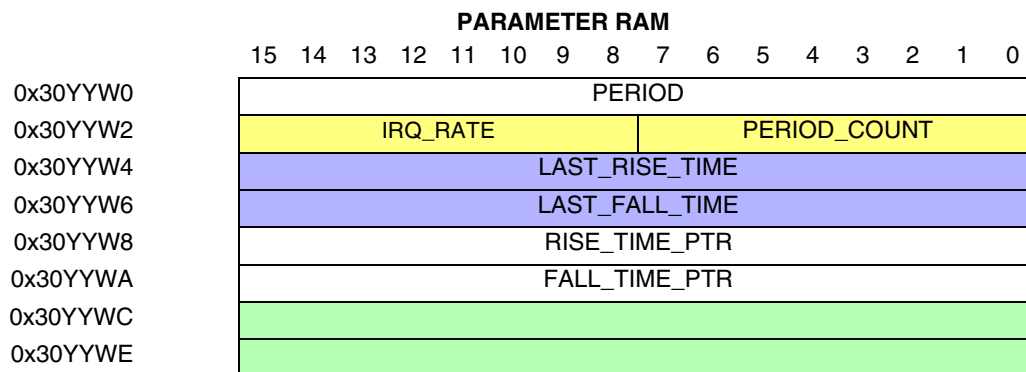 PARAMETER RAM
15 14 13 12 11 10 9 8 7 6 5 4 3 2 1 0
0x30YYW0 PERIOD
0x30YYW2 IRQ_RATE PERIOD_COUNT
0x30YYW4 LAST_RISE_TIME
0x30YYW6 LAST_FALL_TIME
0x30YYW8 RISE_TIME_PTR
0x30YYWA FALL_TIME_PTR
0x30YYWC
0x30YYWE